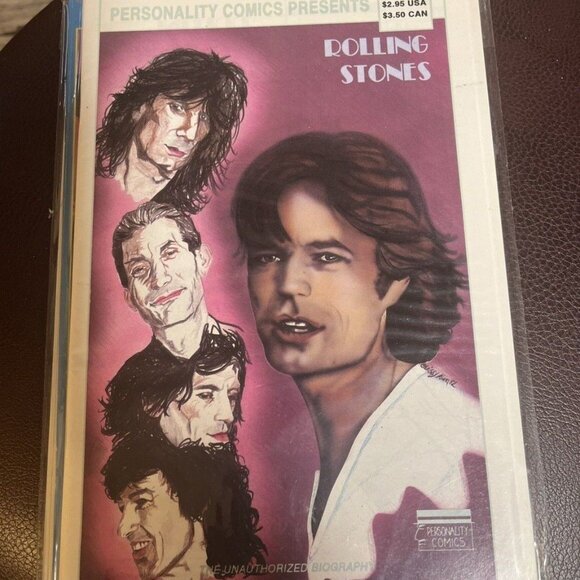 PERSONALITY COMICS PRESENTS
$2.95 USA
$3.50 CAN
ROLLING
STONES
PERSONALITY
COMICS
THE UNAUTHORIZED BIOGRAPHY